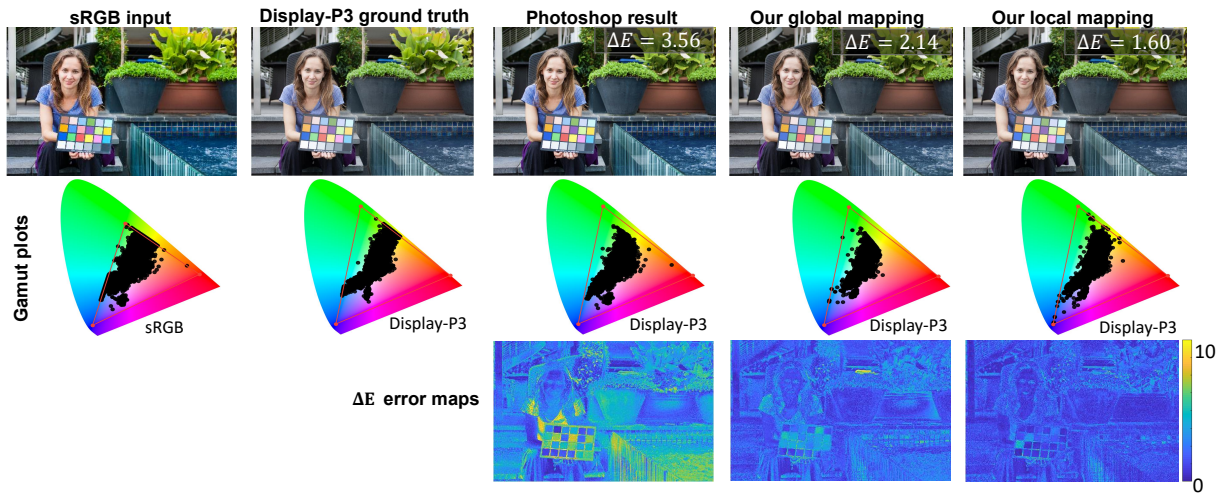 sRGB input
Display-P3 ground truth
Photoshop result
Our global mapping
Our local mapping
ΔE = 3.56
ΔE = 2.14
ΔE = 1.60
Gamut plots
sRGB
Display-P3
Display-P3
Display-P3
Display-P3
ΔE error maps
10
0